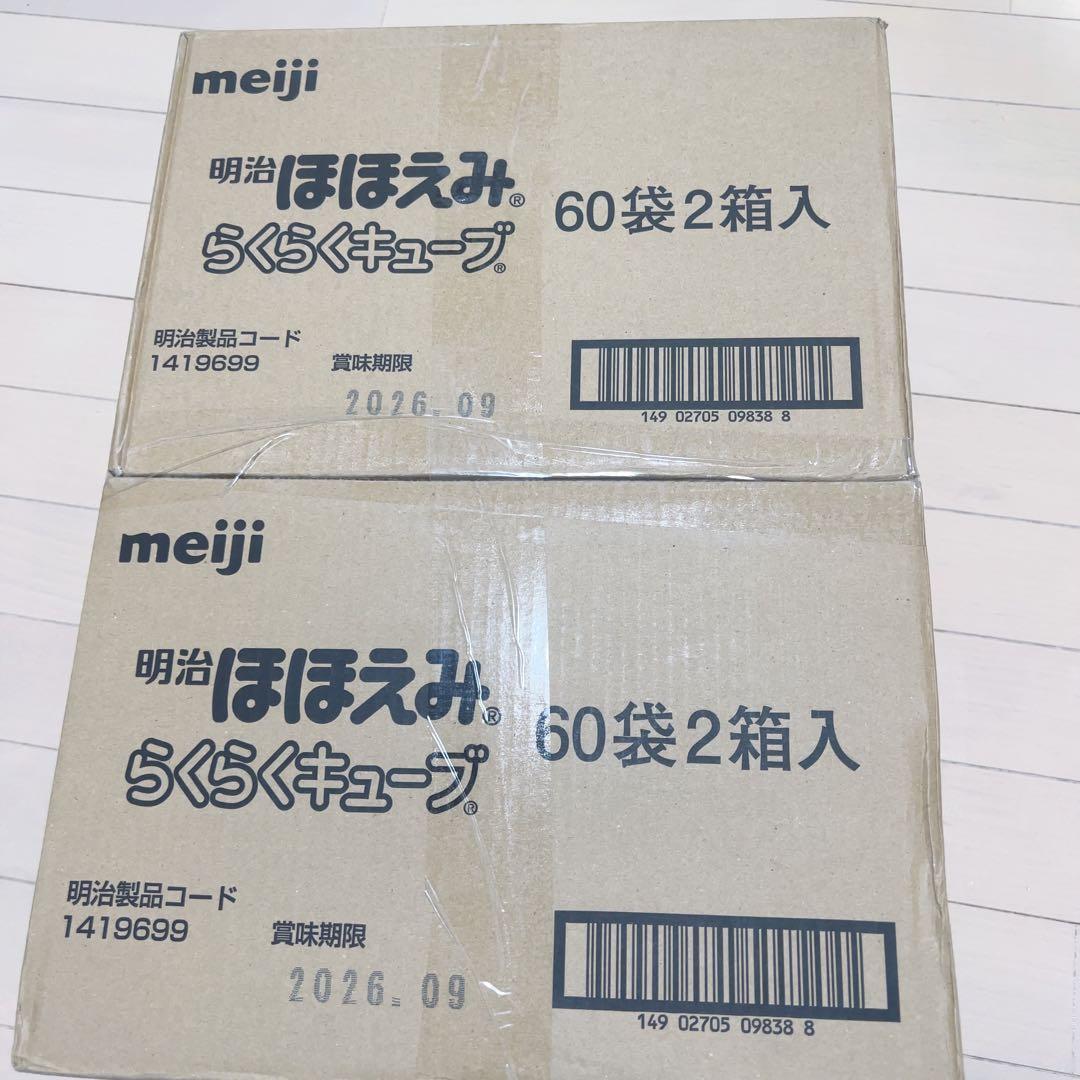 meiji
明治ほほえみ®
60袋2箱入
らくらくキューブ®
明治製品コード
1419699
賞味期限
2026.09
149 02705 09838 8
meiji
明治ほほえみ®
60袋2箱入
らくらくキューブ®
明治製品コード
1419699
賞味期限
2026.09
149 02705 09838 8